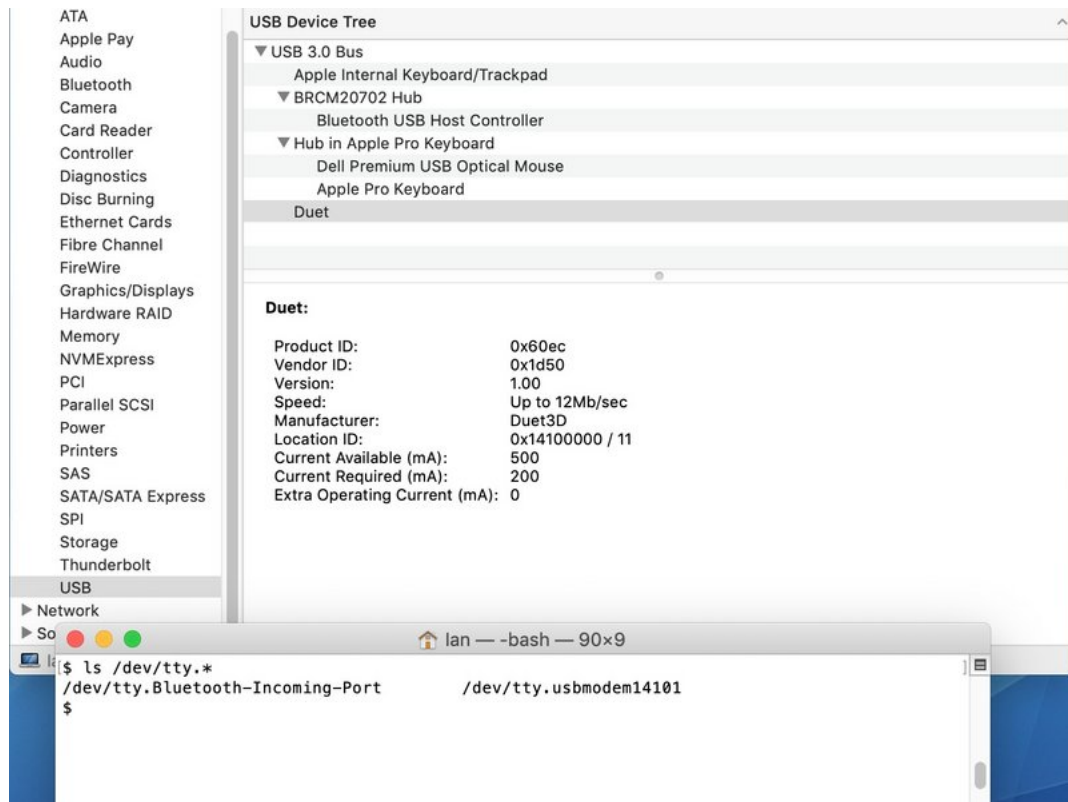 ATA
Apple Pay
Audio
Bluetooth
Camera
Card Reader
Controller
Diagnostics
Disc Burning
Ethernet Cards
Fibre Channel
FireWire
Graphics/Displays
Hardware RAID
Memory
NVMExpress
PCI
Parallel SCSI
Power
Printers
SAS
SATA/SATA Express
SPI
Storage
Thunderbolt
USB
Network
USB Device Tree
USB 3.0 Bus
Apple Internal Keyboard/Trackpad
BRCM20702 Hub
Bluetooth USB Host Controller
Hub in Apple Pro Keyboard
Dell Premium USB Optical Mouse
Apple Pro Keyboard
Duet
Duet:
Product ID: 0x60ec
Vendor ID: 0x1d50
Version: 1.00
Speed: Up to 12Mb/sec
Manufacturer: Duet3D
Location ID: 0x14100000 / 11
Current Available (mA): 500
Current Required (mA): 200
Extra Operating Current (mA): 0
Ian — -bash — 90×9
[$ ls /dev/tty.* ]
/dev/tty.Bluetooth-Incoming-Port /dev/tty.usbmodem14101
$